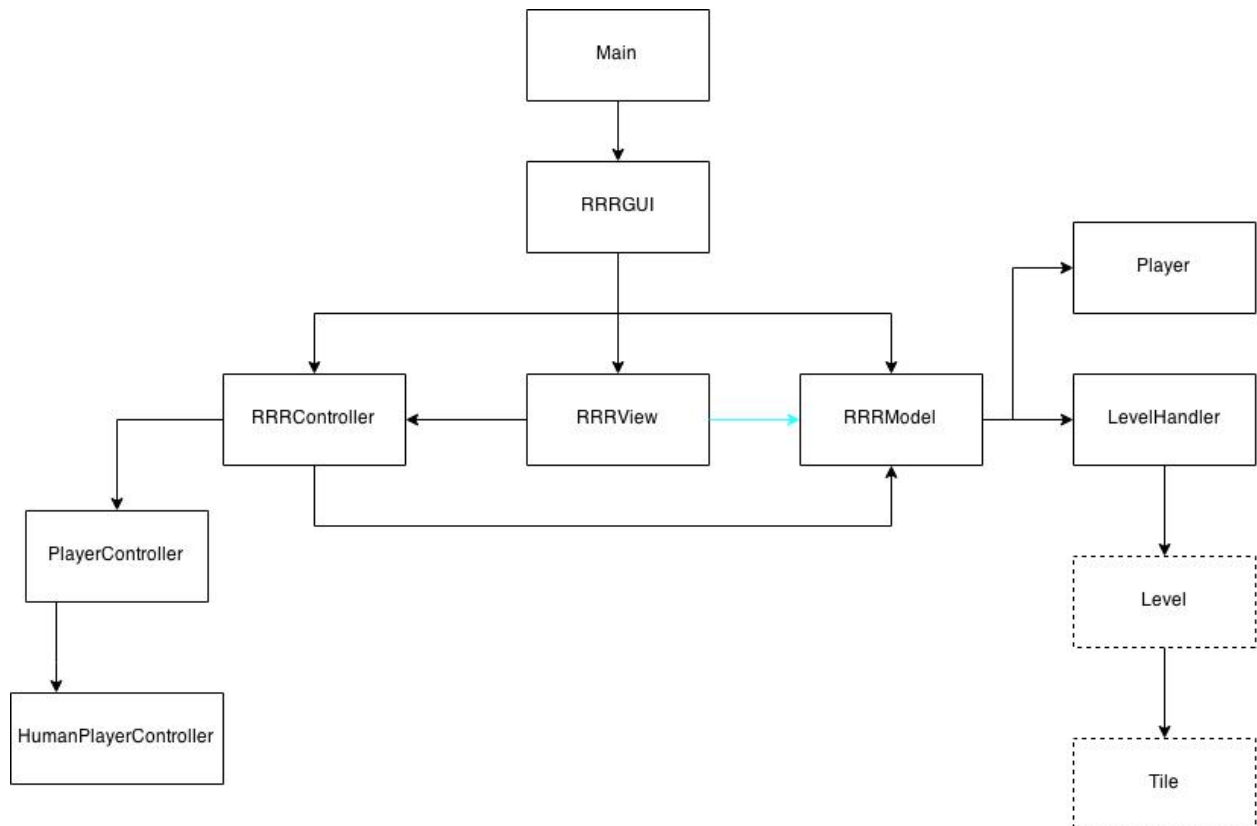 Main
RRRGUI
Player
RRRController
RRRView
RRRModel
LevelHandler
PlayerController
Level
HumanPlayerController
Tile